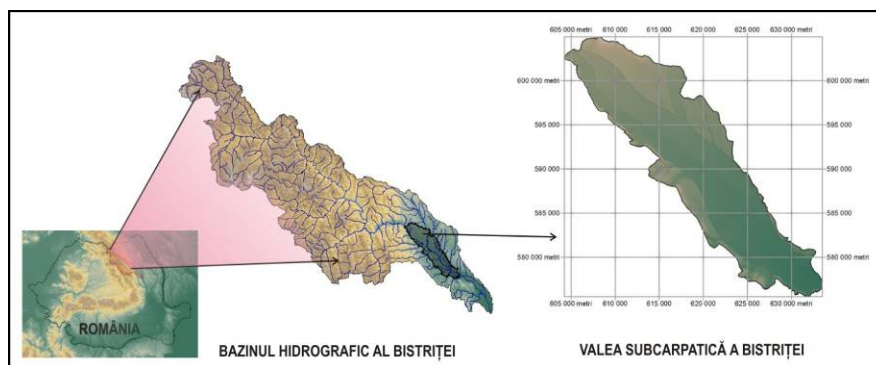 605 000 metri 610 000 615 000 620 000 625 000 630 000 metri
600 000 metri 600 000 metri
595 000 595 000
590 000 590 000
585 000 585 000
580 000 metri 580 000 metri
605 000 metri 610 000 615 000 620 000 625 000 630 000 metri
ROMÂNIA
BAZINUL HIDROGRAFIC AL BISTRIȚEI
VALEA SUBCARPATICĂ A BISTRIȚEI